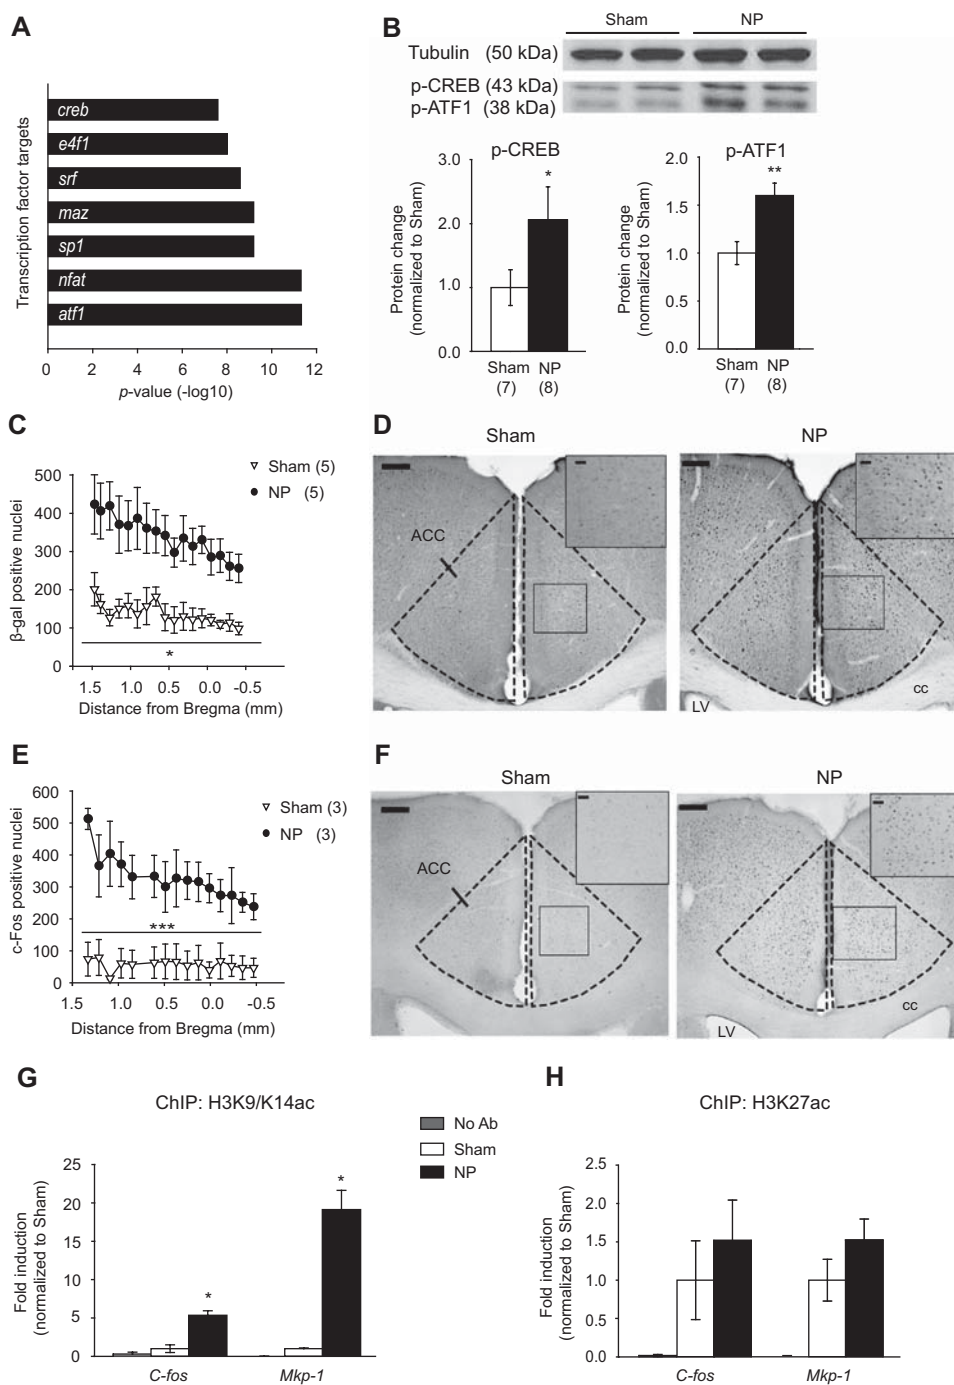 A
Transcription factor targets
creb
e4f1
srf
maz
sp1
nfat
atf1
0 2 4 6 8 10 12
p-value (-log10)
B
Sham NP
Tubulin (50 kDa)
p-CREB (43 kDa)
p-ATF1 (38 kDa)
p-CREB
Protein change
(normalized to Sham)
3.0
2.0
1.0
0.0
*
Sham NP
(7) (8)
p-ATF1
Protein change
(normalized to Sham)
2.0
1.5
1.0
0.5
0.0
**
Sham NP
(7) (8)
C
Sham (5)
NP (5)
β-gal positive nuclei
500
400
300
200
100
0
*
1.5 1.0 0.5 0.0 -0.5
Distance from Bregma (mm)
D
Sham NP
ACC
LV
cc
E
Sham (3)
NP (3)
c-Fos positive nuclei
600
500
400
300
200
100
0
***
1.5 1.0 0.5 0.0 -0.5
Distance from Bregma (mm)
F
Sham NP
ACC
LV
cc
G
ChIP: H3K9/K14ac
Fold induction
(normalized to Sham)
25
20
15
10
5
0
*
*
C-fos Mkp-1
No Ab
Sham
NP
H
ChIP: H3K27ac
Fold induction
(normalized to Sham)
2.5
2.0
1.5
1.0
0.5
0.0
C-fos Mkp-1